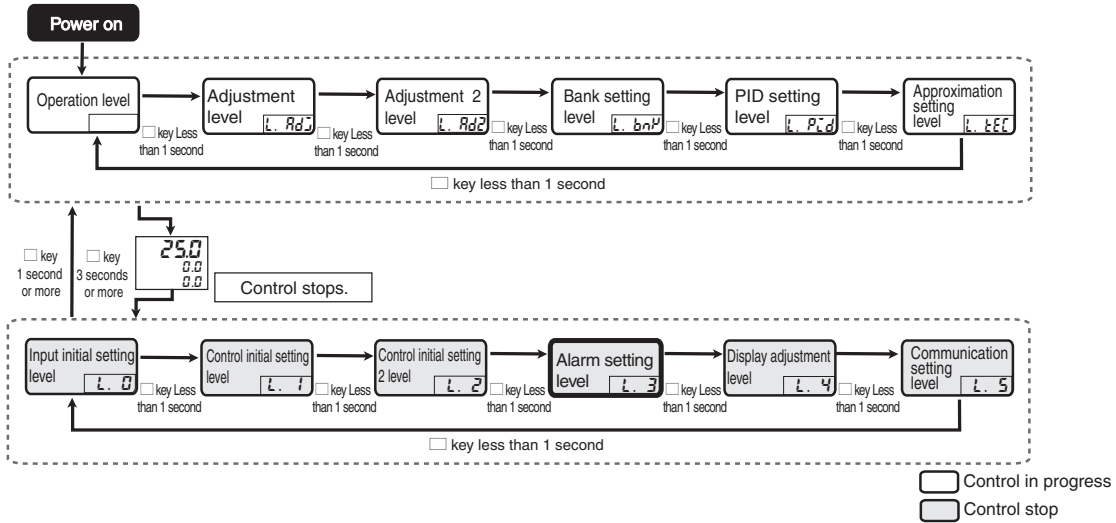 Power on
Operation level
Adjustment
level
L. AdJ
Adjustment 2
level
L. Ad2
Bank setting
level
L. bnK
PID setting
level
L. Pid
Approximation
setting
level
L. tEC
key Less
than 1 second
key Less
than 1 second
key Less
than 1 second
key Less
than 1 second
key Less
than 1 second
key less than 1 second
key
1 second
or more
key
3 seconds
or more
25.0
0.0
0.0
Control stops.
Input initial setting
level
L. 0
Control initial setting
level
L. 1
Control initial setting
2 level
L. 2
Alarm setting
level
L. 3
Display adjustment
level
L. 4
Communication
setting
level
L. 5
key Less
than 1 second
key Less
than 1 second
key Less
than 1 second
key Less
than 1 second
key Less
than 1 second
key less than 1 second
Control in progress
Control stop